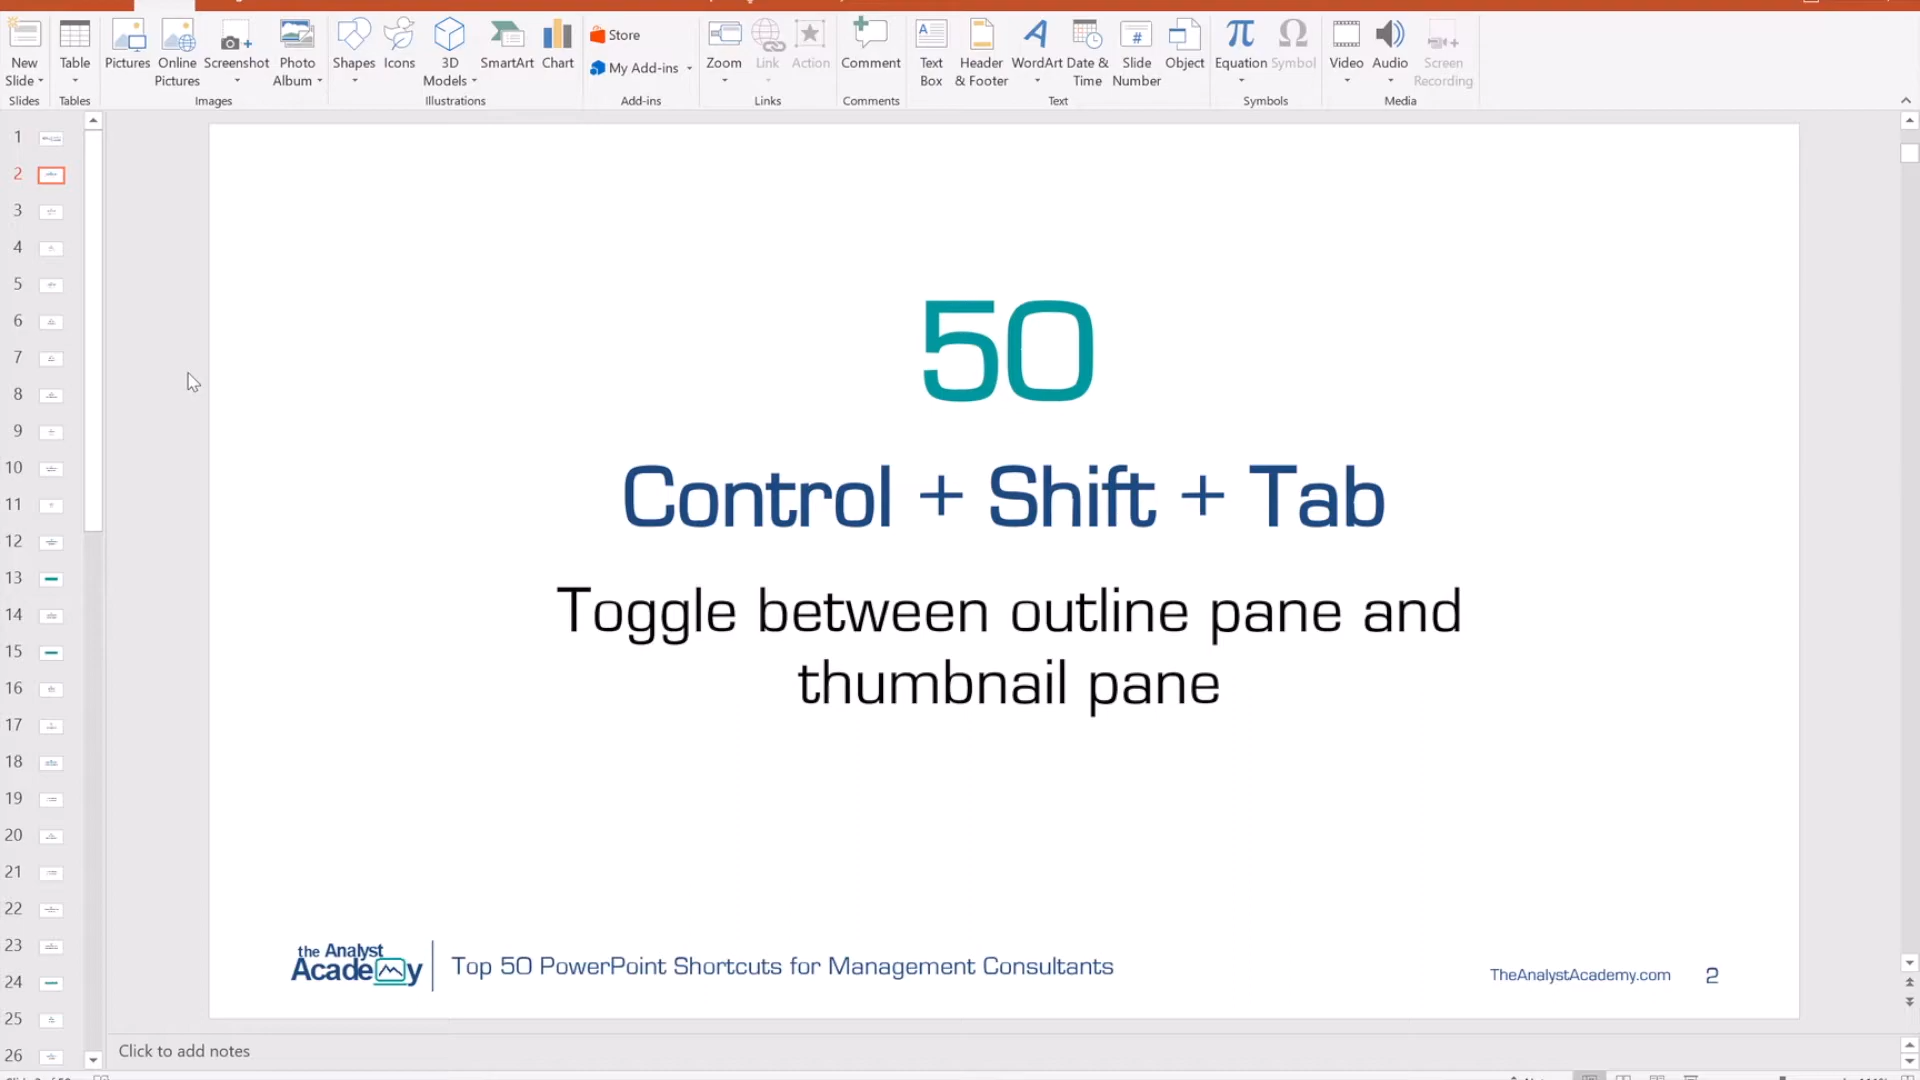 New
Slide
Slides
Table
Tables
Pictures
Online
Pictures
Screenshot
Photo
Album
Images
Shapes
Icons
3D
Models
SmartArt
Chart
Illustrations
Store
My Add-ins
Add-ins
Zoom
Link
Action
Links
Comment
Comments
Text
Box
Header
& Footer
WordArt
Date &
Time
Slide
Number
Object
Text
Equation
Symbol
Symbols
Video
Audio
Screen
Recording
Media
1
2
3
4
5
6
7
8
9
10
11
12
13
14
15
16
17
18
19
20
21
22
23
24
25
26
50
Control + Shift + Tab
Toggle between outline pane and
thumbnail pane
the Analyst
Academy
Top 50 PowerPoint Shortcuts for Management Consultants
TheAnalystAcademy.com 2
Click to add notes